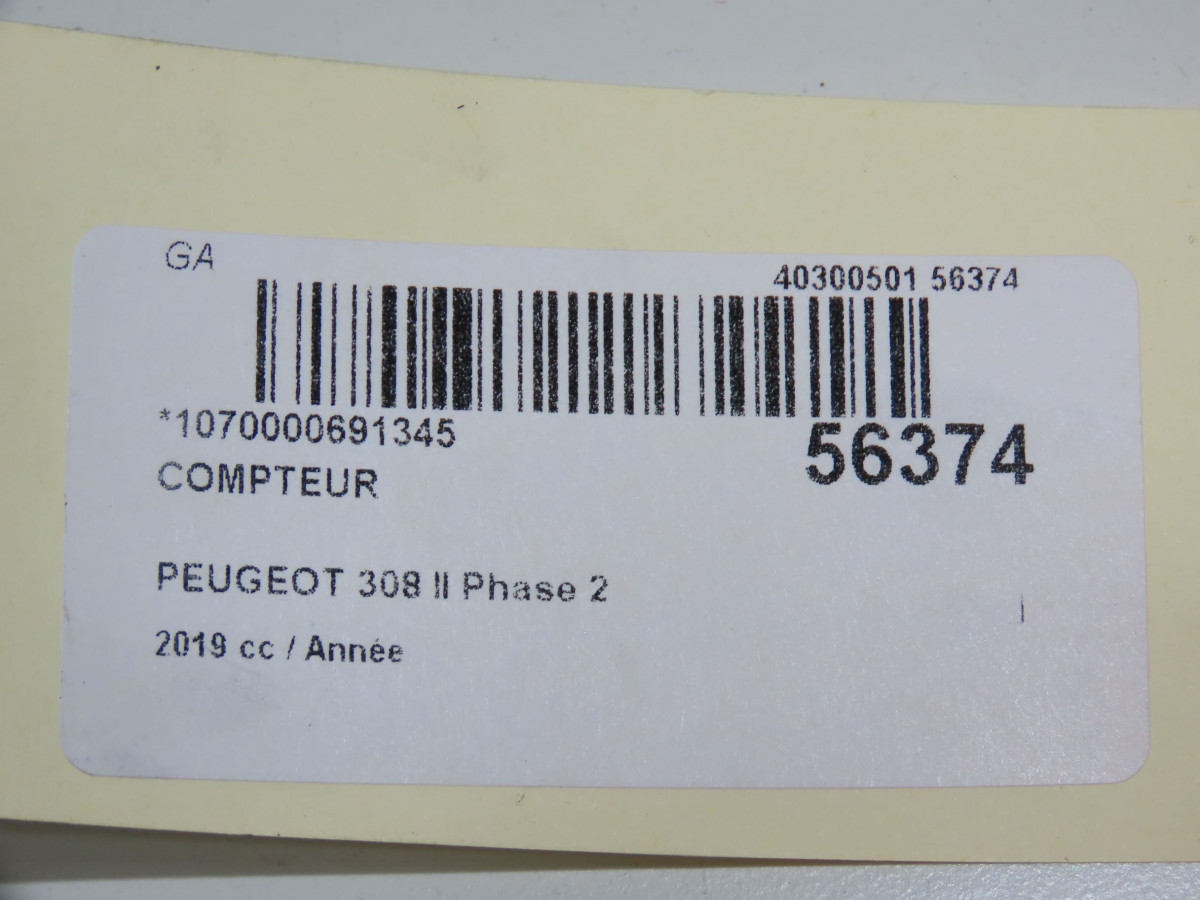 GA
40300501 56374
*1070000691345
56374
COMPTEUR
PEUGEOT 308 II Phase 2
2019 cc / Année